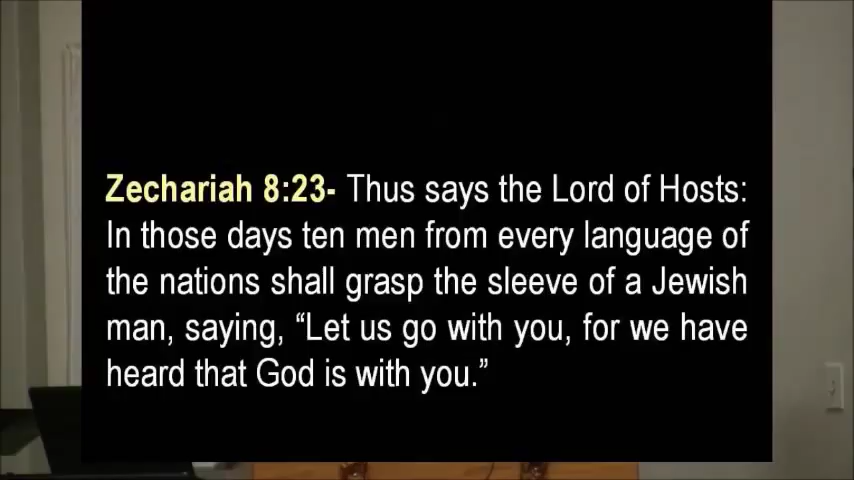 Zechariah 8:23- Thus says the Lord of Hosts:
In those days ten men from every language of
the nations shall grasp the sleeve of a Jewish
man, saying, “Let us go with you, for we have
heard that God is with you.”